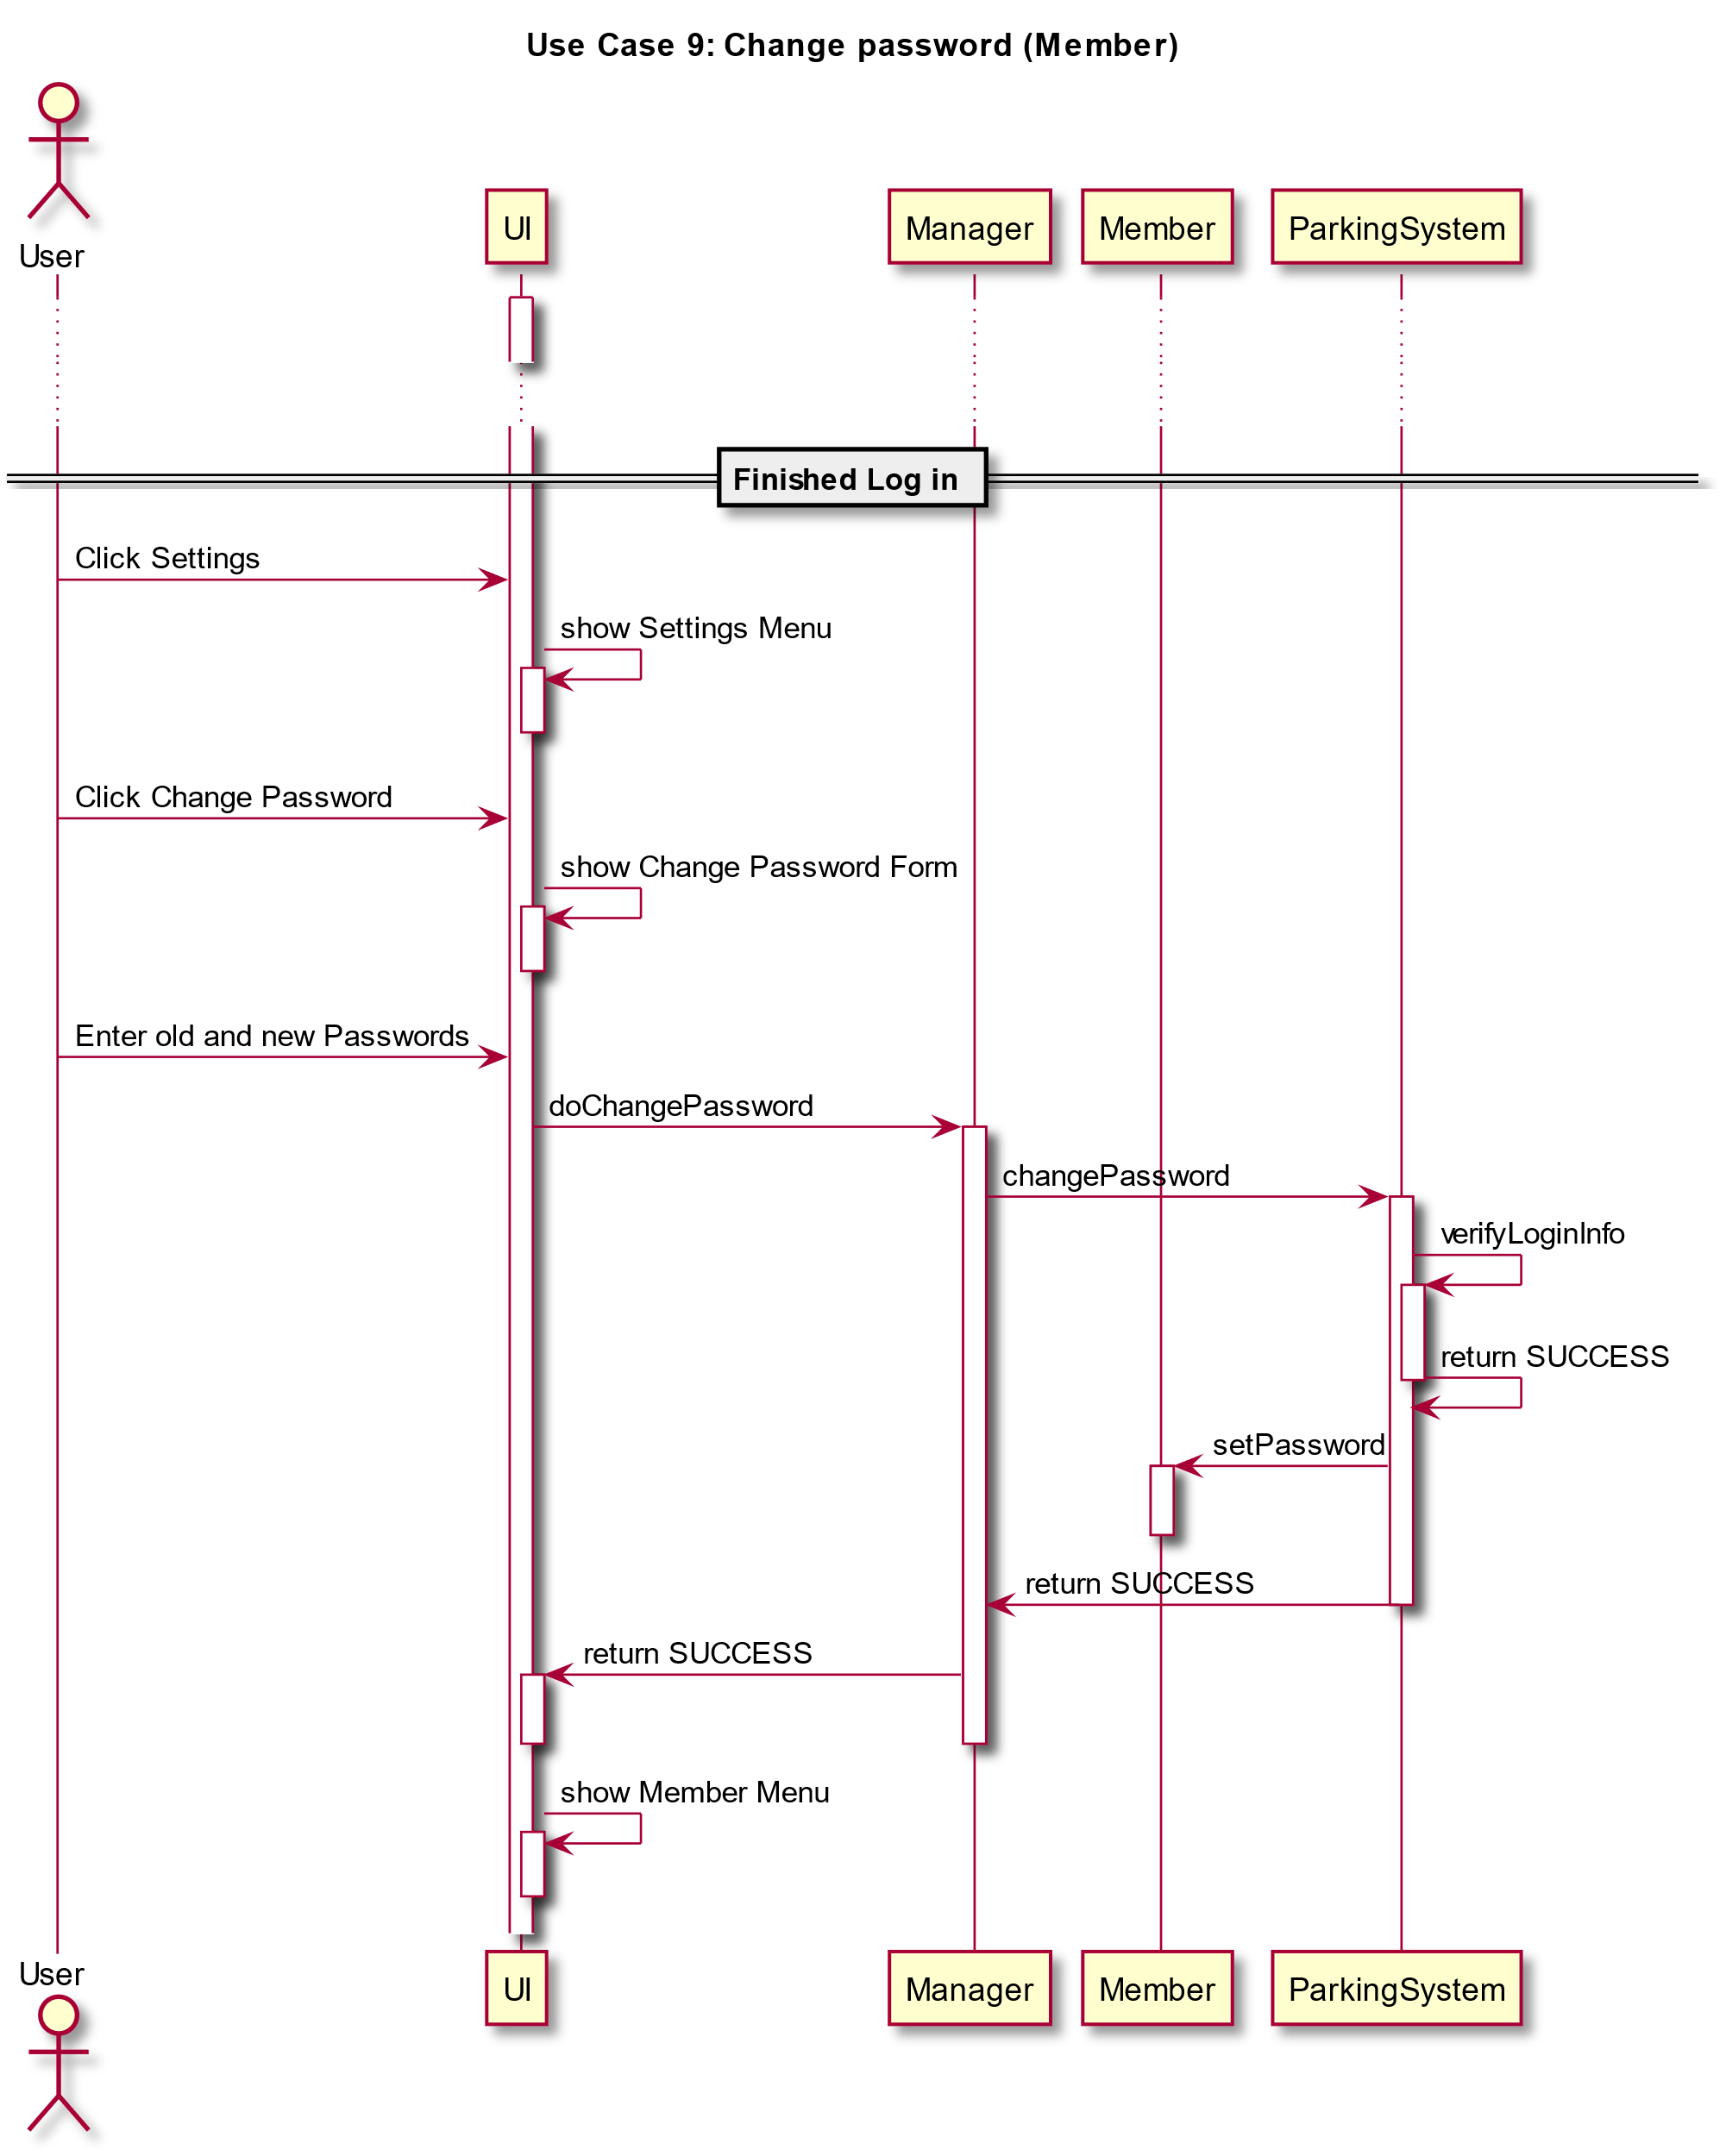 Use Case 9: Change password (Member)
User
UI
Manager
Member
ParkingSystem
Finished Log in
Click Settings
show Settings Menu
Click Change Password
show Change Password Form
Enter old and new Passwords
doChangePassword
changePassword
verifyLoginInfo
return SUCCESS
setPassword
return SUCCESS
return SUCCESS
show Member Menu
User
UI
Manager
Member
ParkingSystem